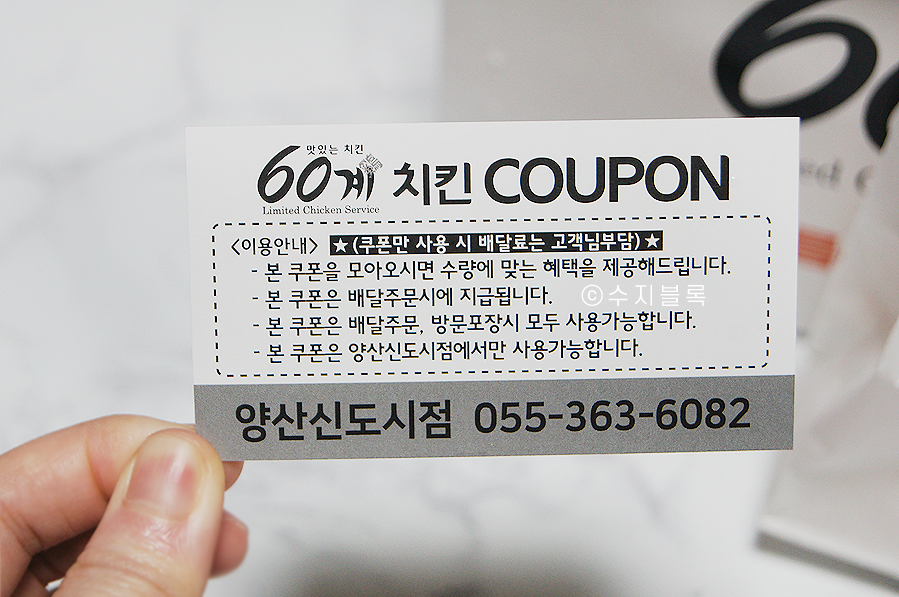 맛있는 치킨
60계 치킨 COUPON
Limited Chicken Service
<이용안내> ★(쿠폰만 사용 시 배달료는 고객님부담)★
- 본 쿠폰을 모아오시면 수량에 맞는 혜택을 제공해드립니다.
- 본 쿠폰은 배달주문시에 지급됩니다.
ⓒ수지블록
- 본 쿠폰은 배달주문, 방문포장시 모두 사용가능합니다.
- 본 쿠폰은 양산신도시점에서만 사용가능합니다.
양산신도시점 055-363-6082
6